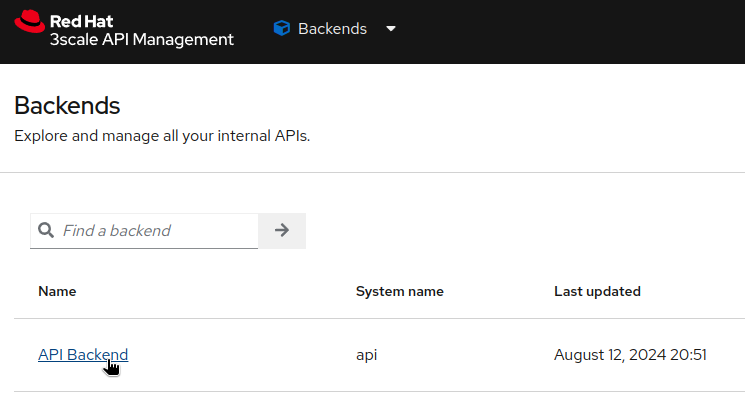 Red Hat
3scale API Management
Backends
Backends
Explore and manage all your internal APIs.
Find a backend
Name System name Last updated
API Backend api August 12, 2024 20:51